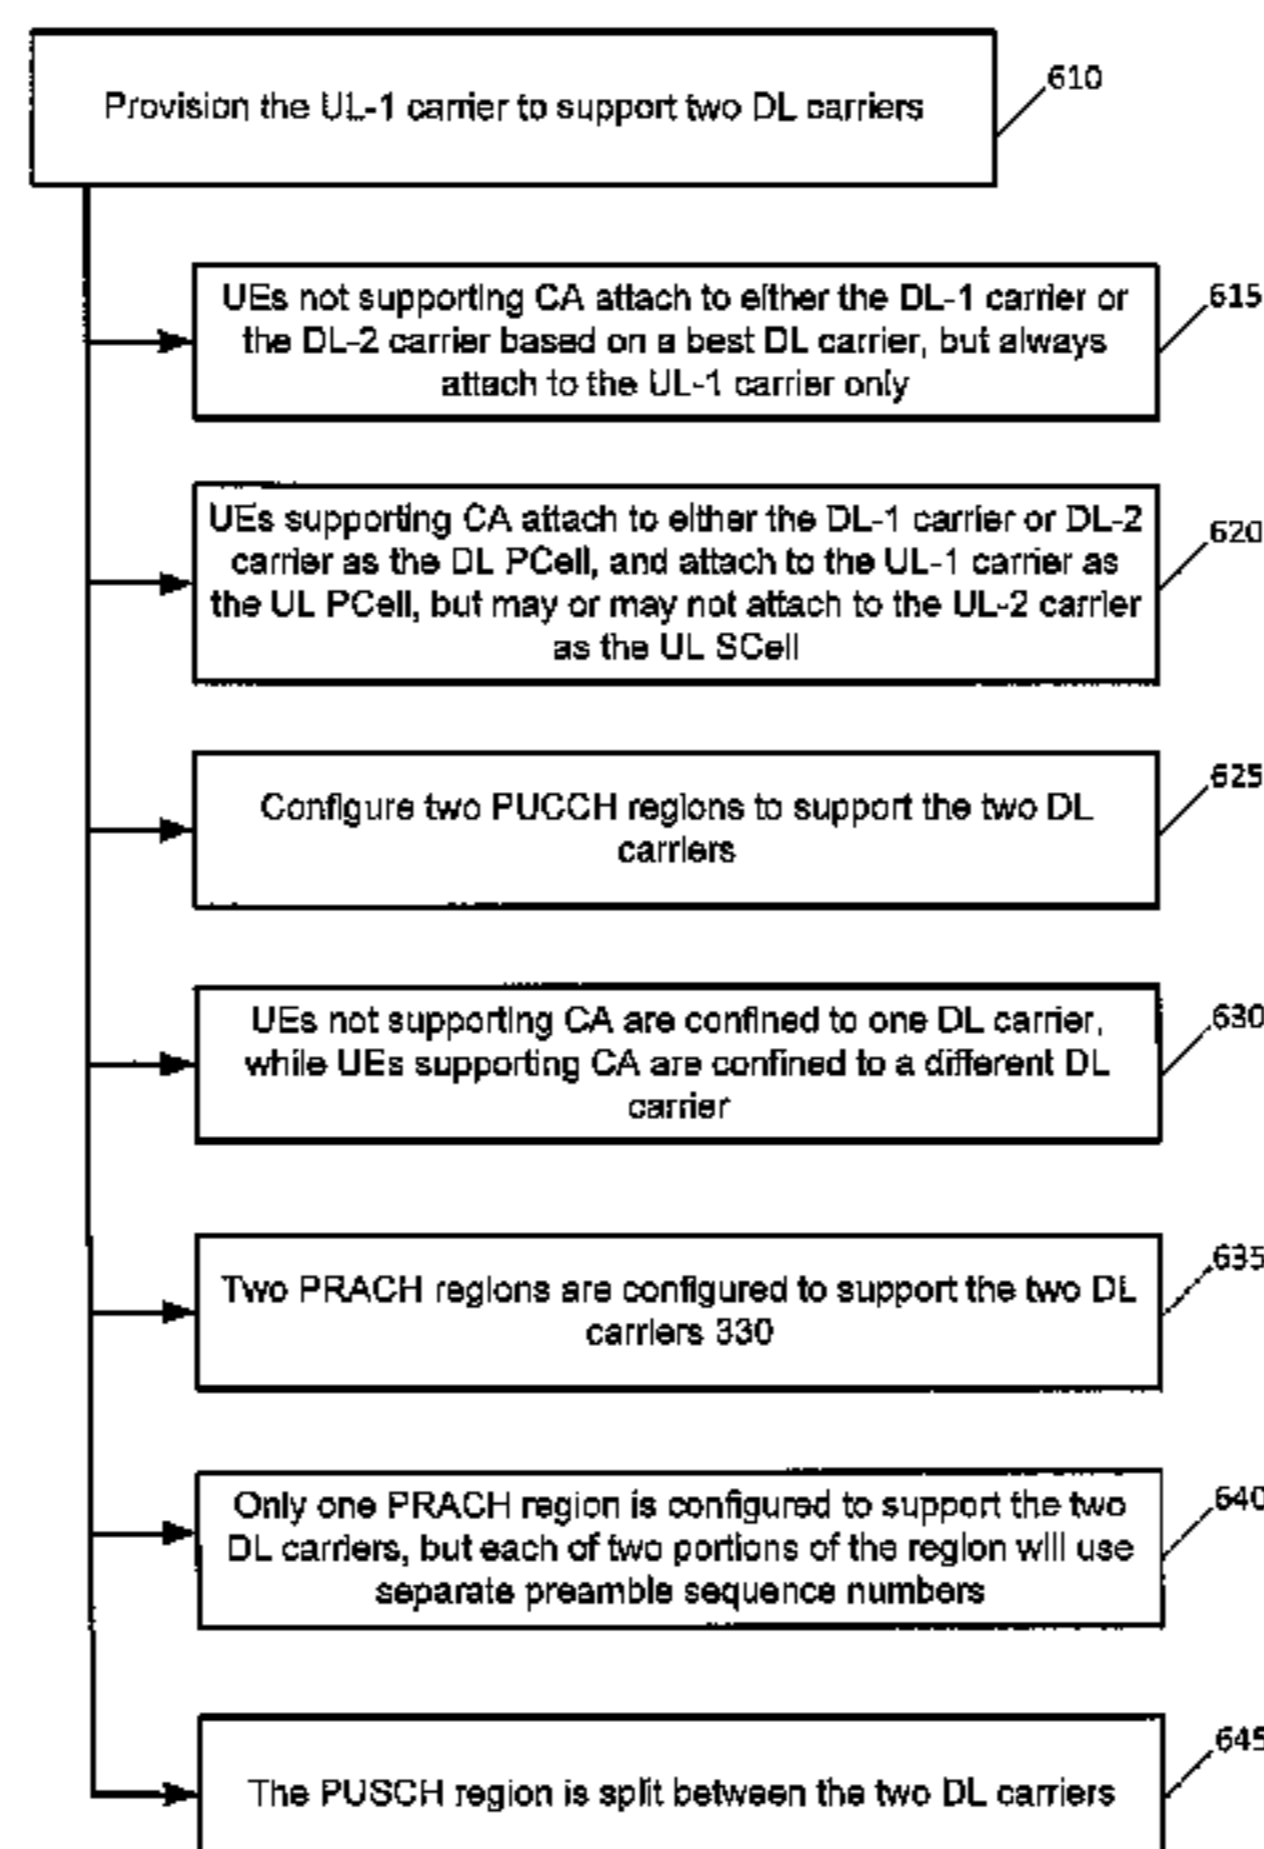 Provision the UL-1 carrier to support two DL carriers
610
UEs not supporting CA attach to either the DL-1 carrier or
the DL-2 carrier based on a best DL carrier, but always
attach to the UL-1 carrier only
615
UEs supporting CA attach to either the DL-1 carrier or DL-2
carrier as the DL PCell, and attach to the UL-1 carrier as
the UL PCell, but may or may not attach to the UL-2 carrier
as the UL SCell
620
Configure two PUCCH regions to support the two DL
carriers
625
UEs not supporting CA are confined to one DL carrier,
while UEs supporting CA are confined to a different DL
carrier
630
Two PRACH regions are configured to support the two DL
carriers 330
635
Only one PRACH region is configured to support the two
DL carriers, but each of two portions of the region will use
separate preamble sequence numbers
640
The PUSCH region is split between the two DL carriers
645